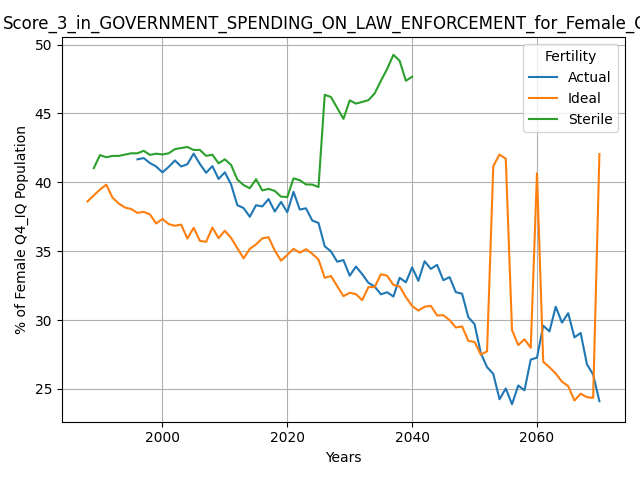 Score_3_in_GOVERNMENT_SPENDING_ON_LAW_ENFORCEMENT_for_Female_
50
45
40
35
30
25
% of Female Q4_IQ Population
2000
2020
2040
2060
Years
Fertility
Actual
Ideal
Sterile